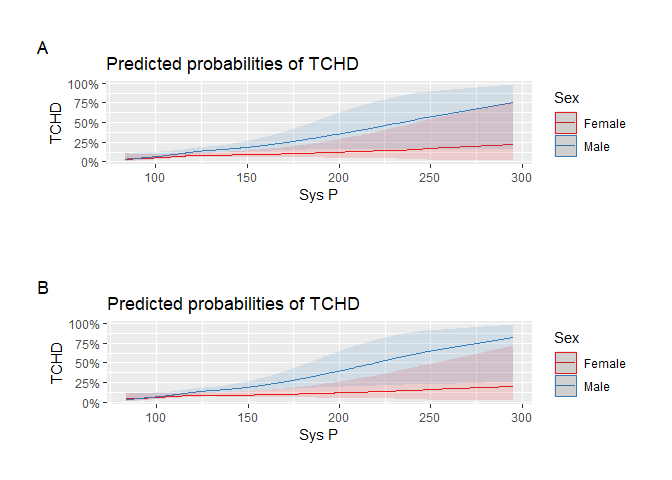 A
Predicted probabilities of TCHD
100%
75%
50%
25%
0%
TCHD
100
150
200
250
300
Sys P
Sex
Female
Male
B
Predicted probabilities of TCHD
100%
75%
50%
25%
0%
TCHD
100
150
200
250
300
Sys P
Sex
Female
Male